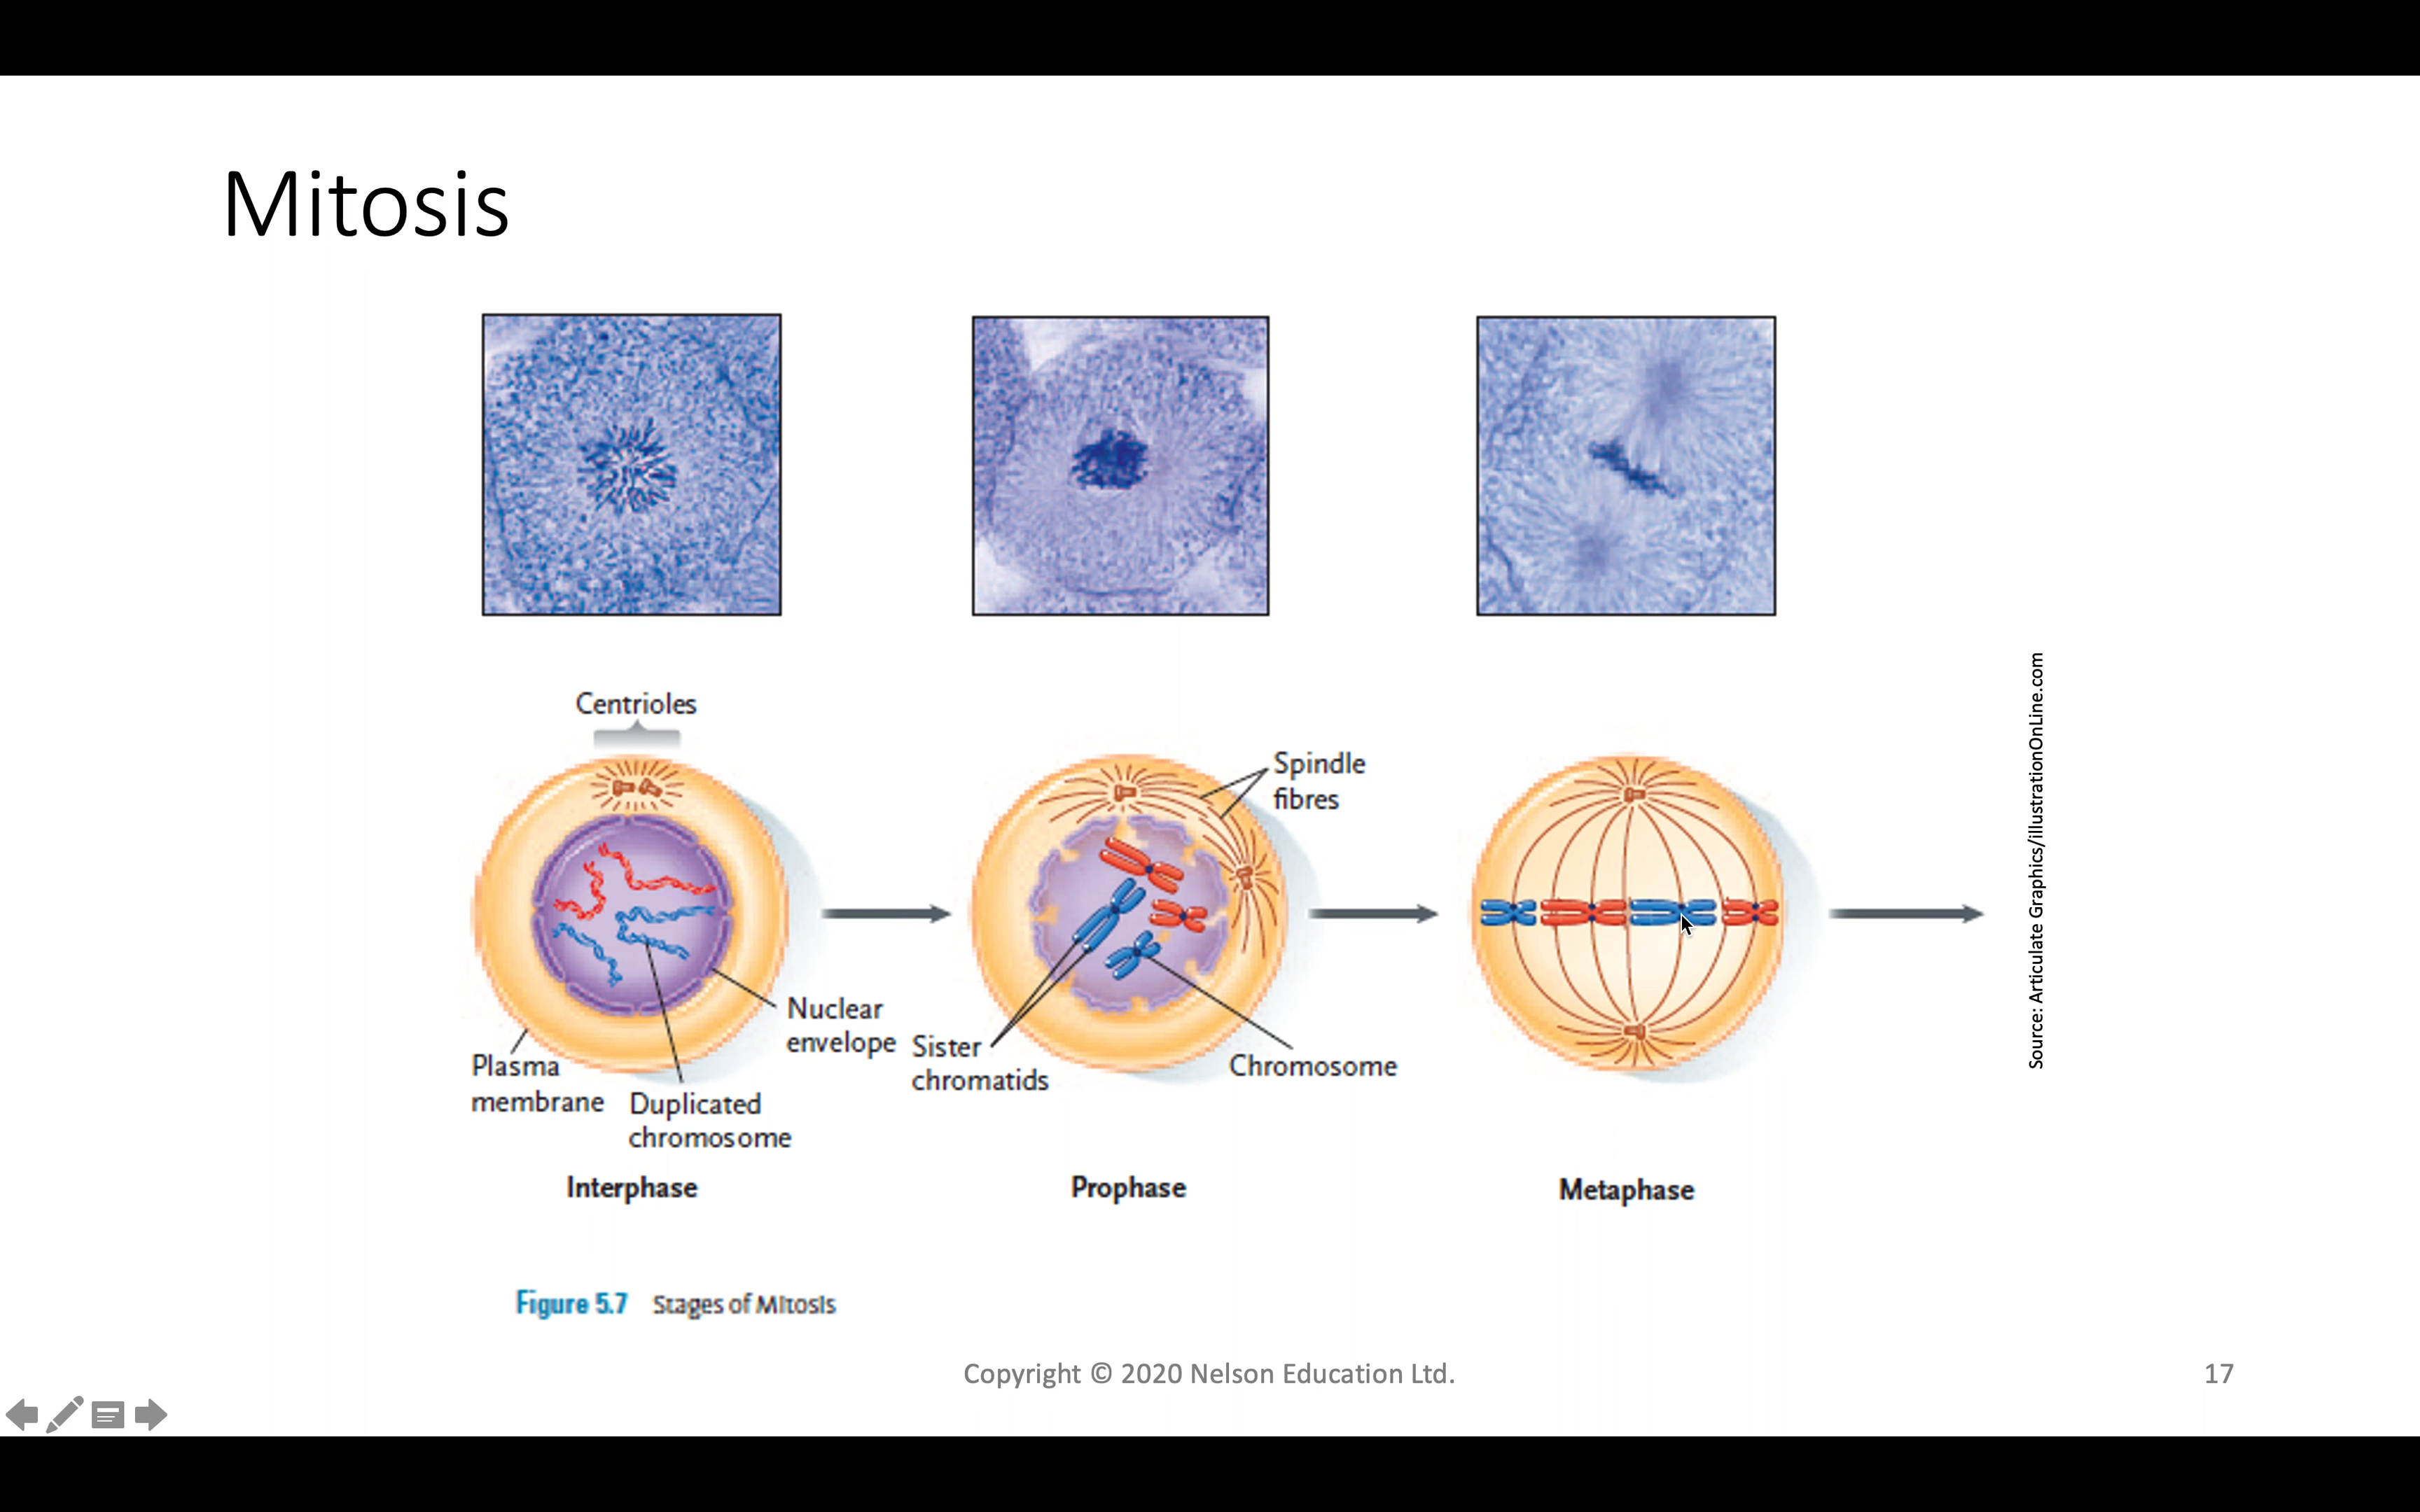 Mitosis
Centrioles
Spindle
fibres
Nuclear
envelope
Plasma
membrane
Duplicated
chromosome
Sister
chromatids
Chromosome
Interphase
Prophase
Metaphase
Source: Articulate Graphics/illustrationOnLine.com
Figure 5.7 Stages of Mitosis
Copyright © 2020 Nelson Education Ltd.
17